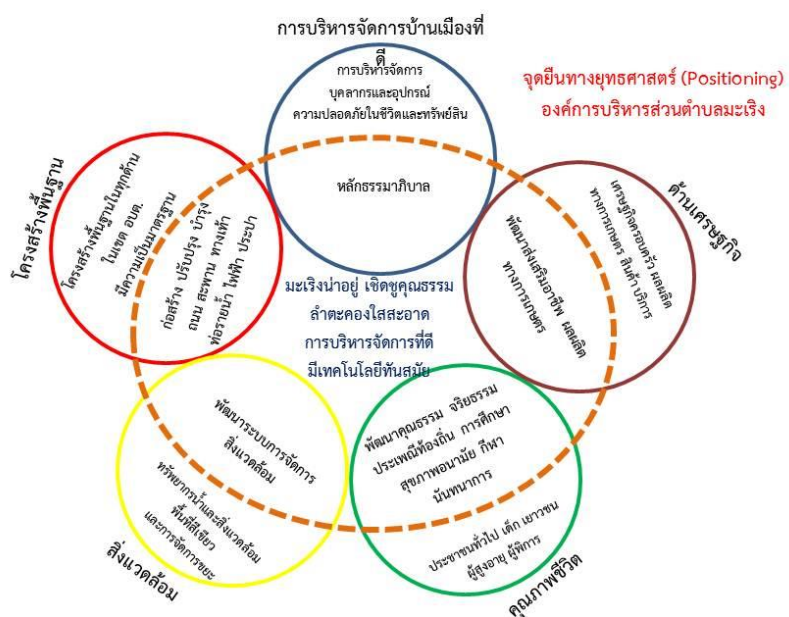 การบริหารจัดการบ้านเมืองที่
ดี
การบริหารจัดการ
บุคลากรและอุปกรณ์
ความปลอดภัยในชีวิตและทรัพย์สิน
หลักธรรมาภิบาล
จุดยืนทางยุทธศาสตร์ (Positioning)
องค์การบริหารส่วนตำบลมะเริง
โครงสร้างพื้นฐาน
โครงสร้างพื้นฐานในทุกด้าน
ในเขต อบต.
มีความเป็นมาตรฐาน
ก่อสร้าง ปรับปรุง บำรุง
ถนน สะพาน ทางเท้า
ท่อรายน้ำ ไฟฟ้า ประปา
ด้านเศรษฐกิจ
เศรษฐกิจครอบครัว ผลผลิต
ทางการเกษตร สินค้า บริการ
พัฒนาส่งเสริมอาชีพ ผลผลิต
ทางการเกษตร
มะเริงน่าอยู่ เชิดชูคุณธรรม
ลำตะคองใสสะอาด
การบริหารจัดการที่ดี
มีเทคโนโลยีทันสมัย
พัฒนาระบบการจัดการ
สิ่งแวดล้อม
ทรัพยากรน้ำและสิ่งแวดล้อม
พื้นที่สีเขียว
และการจัดการขยะ
สิ่งแวดล้อม
พัฒนาคุณธรรม จริยธรรม
ประเพณีท้องถิ่น การศึกษา
สุขภาพอนามัย กีฬา
นันทนาการ
ประชาชนทั่วไป เด็ก เยาวชน
ผู้สูงอายุ ผู้พิการ
คุณภาพชีวิต